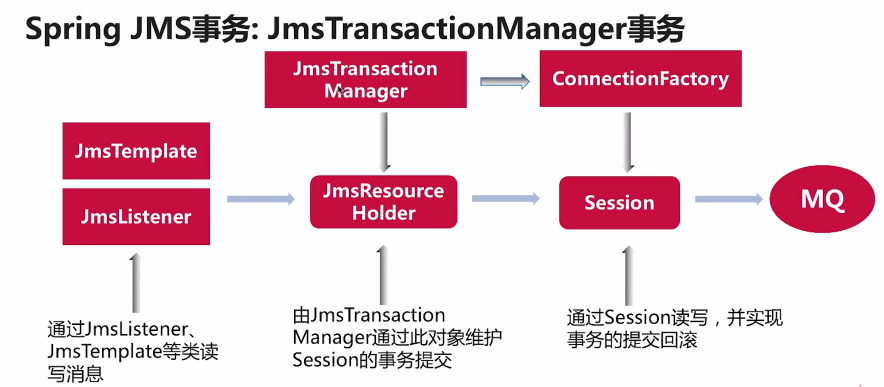 Spring JMS事务: JmsTransactionManager事务
JmsTransaction
Manager
ConnectionFactory
JmsTemplate
JmsListener
JmsResource
Holder
Session
MQ
通过JmsListener、
JmsTemplate等类读
写消息
由JmsTransaction
Manager通过此对象维护
Session的事务提交
通过Session读写，并实现
事务的提交回滚